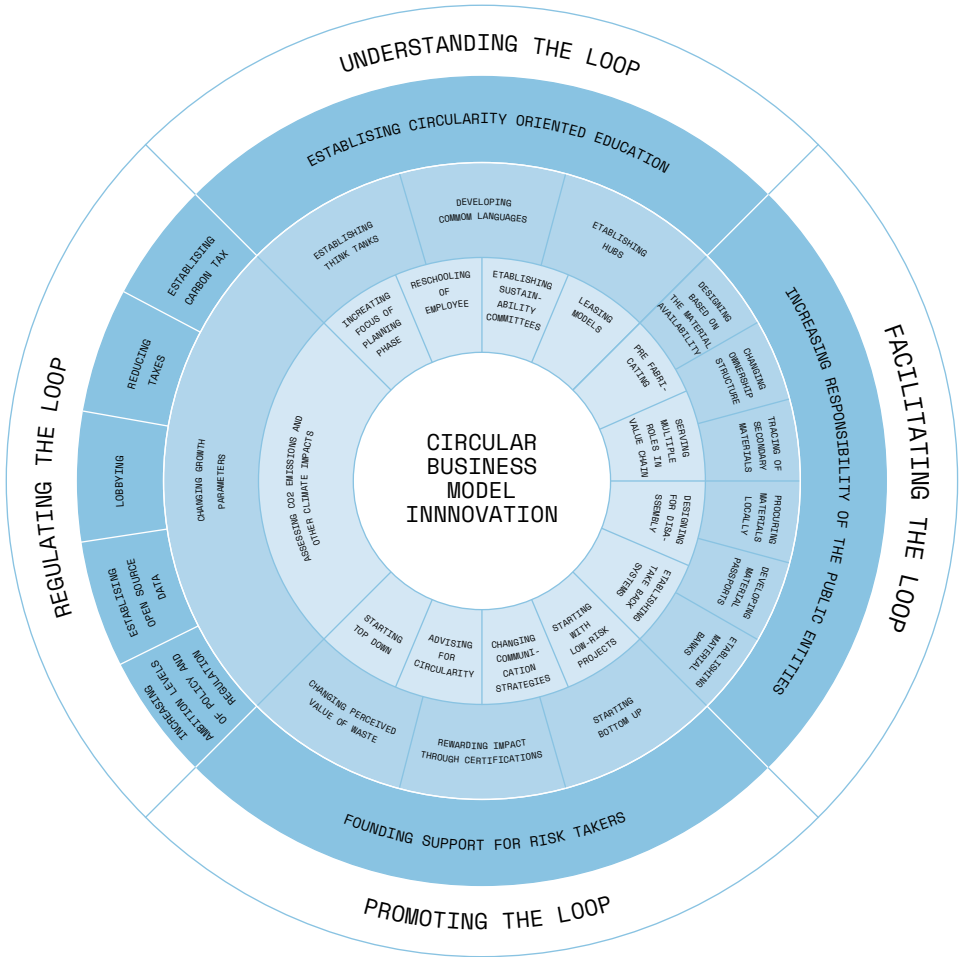 UNDERSTANDING THE LOOP
ESTABLISING CIRCULARITY ORIENTED EDUCATION
ESTABLISHING
THINK TANKS
DEVELOPING
COMMOM LANGUAGES
ETABLISHING
HUBS
INCREATING
FOCUS OF
PLANNING
PHASE
RESCHOOLING
OF
EMPLOYEE
ETABLISHING
SUSTAIN-
ABILITY
COMMITTEES
LEASING
MODELS
FACILITATING THE LOOP
INCREASING RESPONSIBILITY OF THE PUBLIC ENTITIES
DESIGNING
BASED ON
THE MATERIAL
AVAILABILITY
CHANGING
OWNERSHIP
STRUCTURE
TRACING OF
SECONDARY
MATERIALS
PROCURING
MATERIALS
LOCALLY
DEVELOPING
MATERIAL
PASSPORTS
ETABLISHING
MATERIAL
BANKS
PRE FABRI-
CATING
SERVING
MULTIPLE
ROLES IN
VALUE CHAIN
DESIGNING
FOR DISA-
SSEMBLY
ETABLISHING
TAKE BACK
SYSTEMS
PROMOTING THE LOOP
FOUNDING SUPPORT FOR RISK TAKERS
CHANGING PERCEIVED
VALUE OF WASTE
REWARDING IMPACT
THROUGH CERTIFICATIONS
STARTING
BOTTOM UP
STARTING
TOP DOWN
ADVISING
FOR
CIRCULARITY
CHANGING
COMMUNI-
CATION
STRATEGIES
STARTING
WITH
LOW-RISK
PROJECTS
REGULATING THE LOOP
ESTABLISING
CARBON TAX
REDUCING
TAXES
LOBBYING
ESTABLISING
OPEN SOURCE
DATA
INCREASING
AMBITION LEVELS
OF POLICY AND
REGULATION
CHANGING GROWTH
PARAMETERS
ASSESSING CO2 EMISSIONS AND
OTHER CLIMATE IMPACTS
CIRCULAR
BUSINESS
MODEL
INNNOVATION